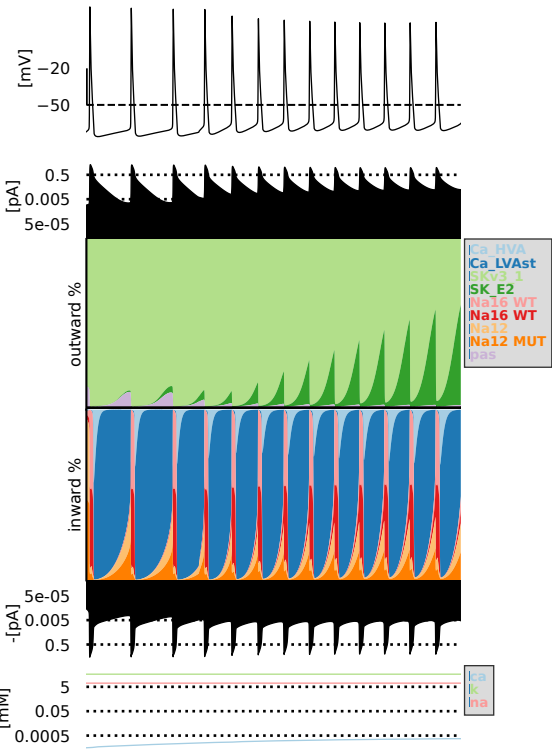 [mV]
−20
−50
[pA]
0.5
0.005
5e-05
outward %
Ca_HVA
Ca_LVAst
SKv3_1
SK_E2
Na16 WT
Na16 WT
Na12
Na12 MUT
pas
inward %
-[pA]
5e-05
0.005
0.5
[mM]
5
0.05
0.0005
ca
k
na